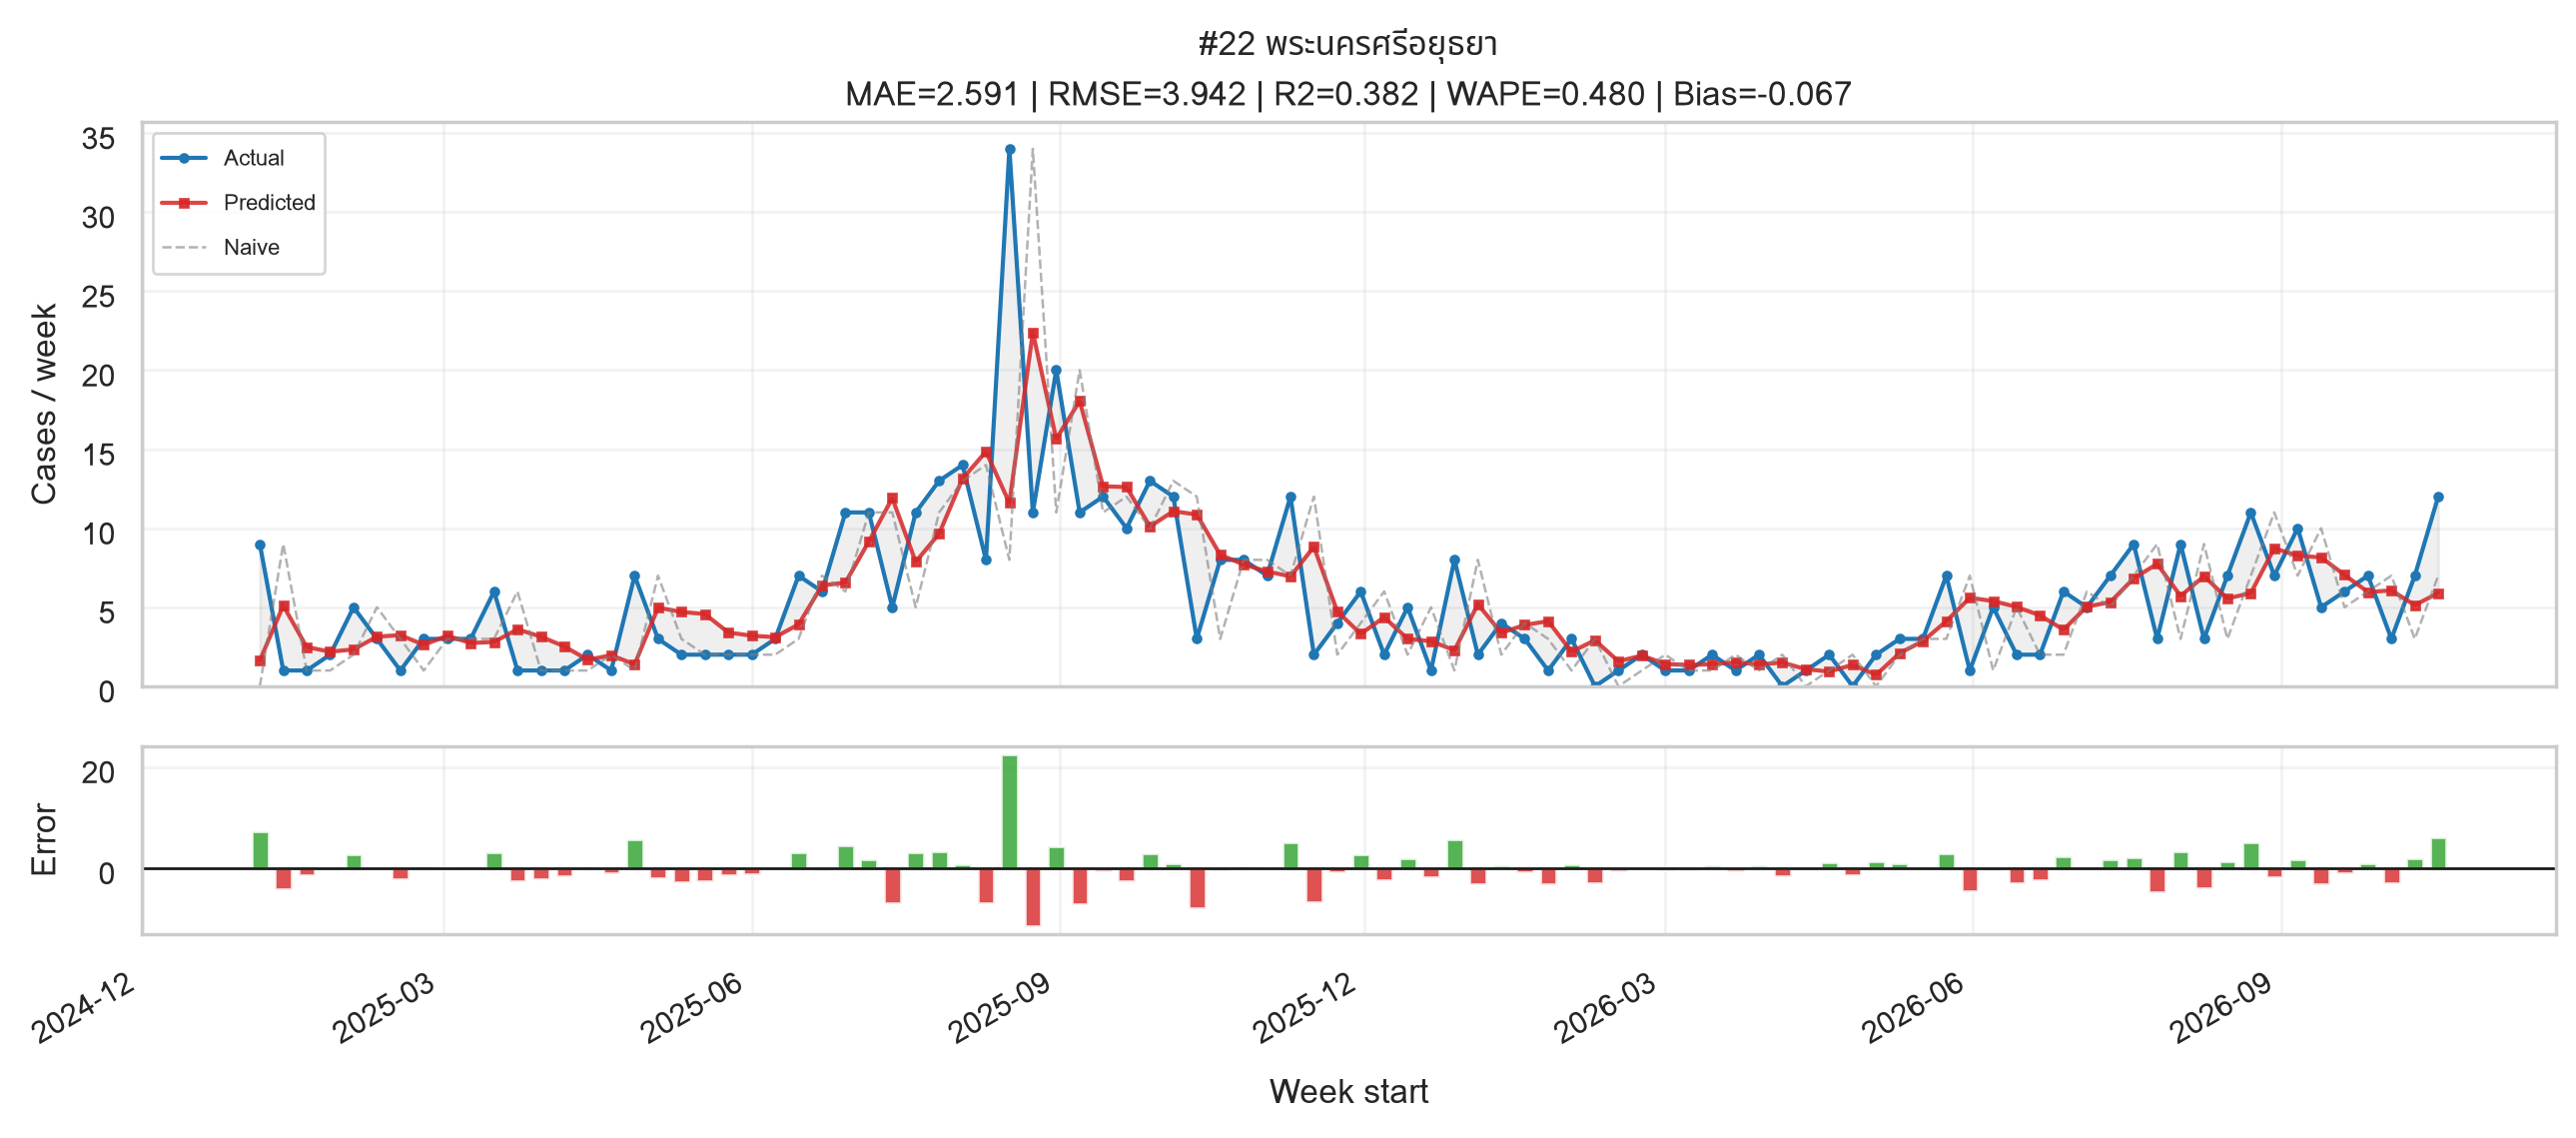 #22 พระนครศรีอยุธยา
MAE=2.591 | RMSE=3.942 | R2=0.382 | WAPE=0.480 | Bias=-0.067
35
30
25
20
15
10
5
0
Cases / week
Actual
Predicted
Naive
20
0
Error
2024-12
2025-03
2025-06
2025-09
2025-12
2026-03
2026-06
2026-09
Week start